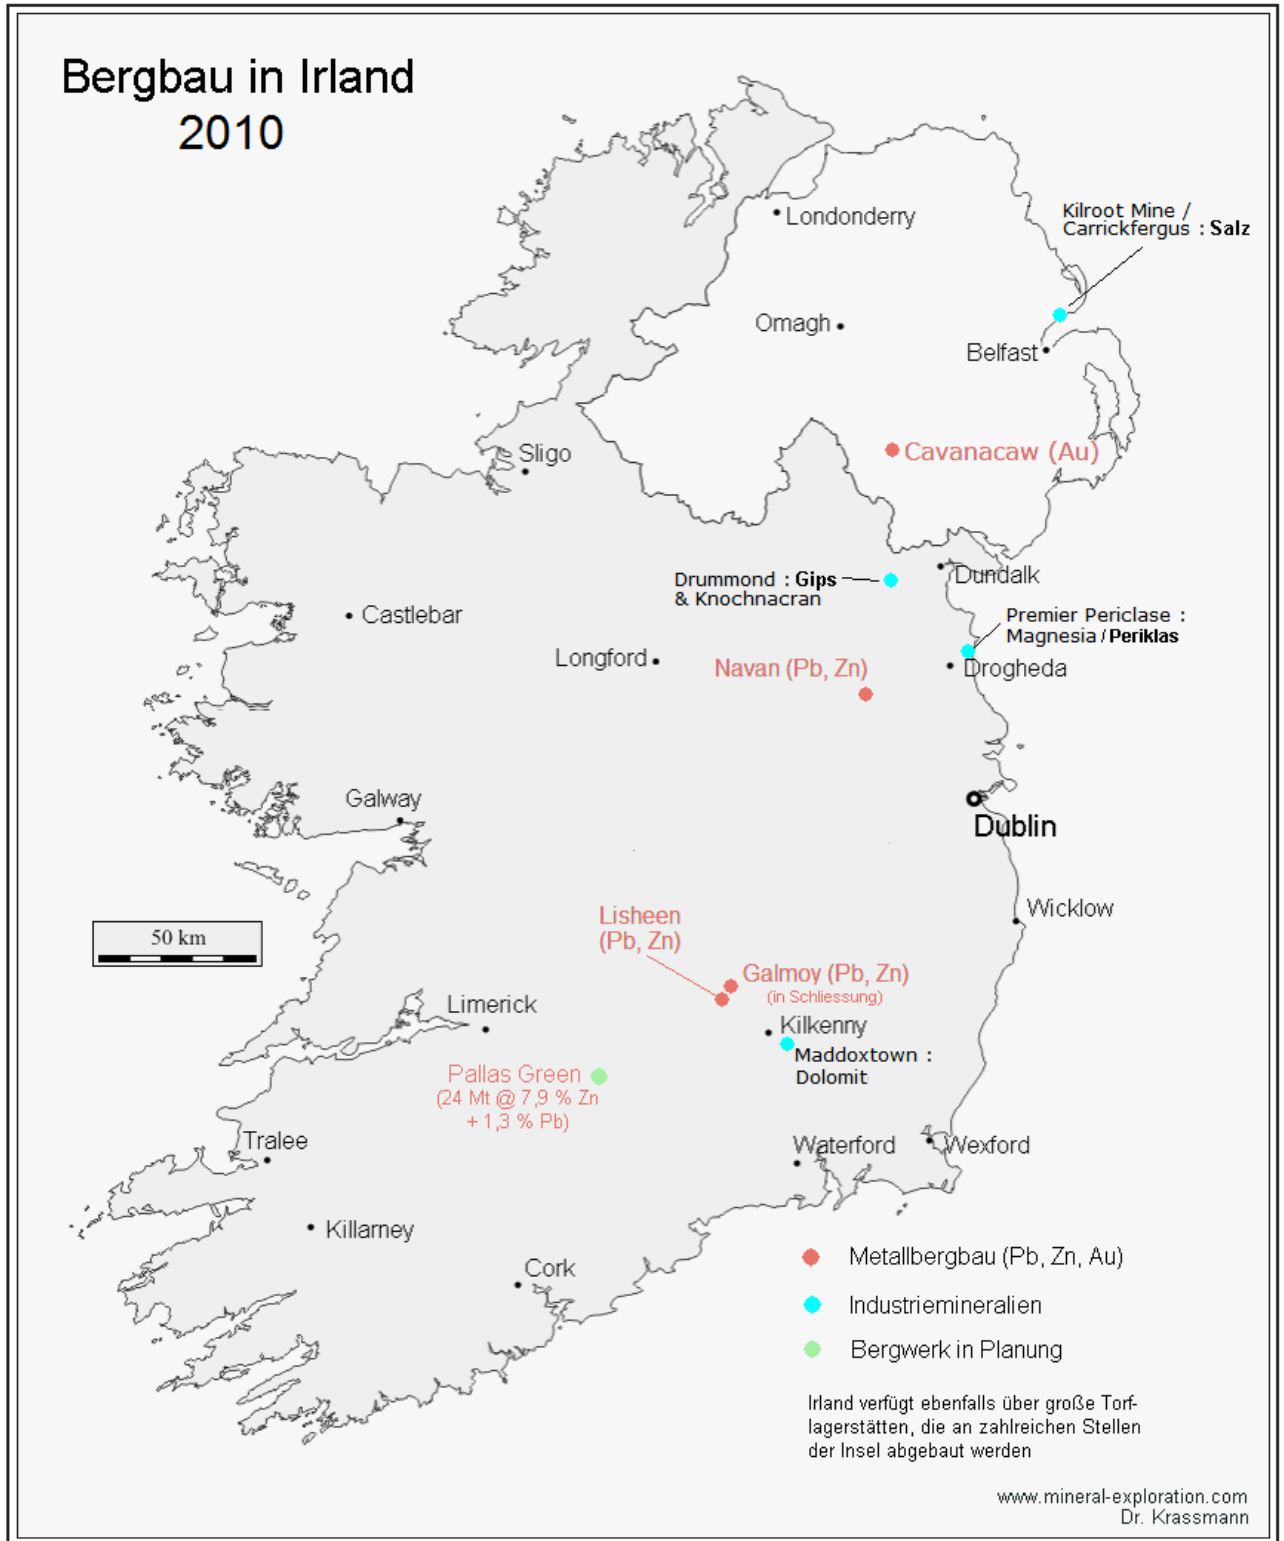 Bergbau in Irland
2010
Kilroot Mine /
Carrickfergus : Salz
Londonderry
Omagh
Belfast
Cavanacaw (Au)
Sligo
Drummond : Gips
& Knochnacran
Dundalk
Castlebar
Premier Periclase :
Magnesia / Periklas
Longford
Navan (Pb, Zn)
Drogheda
Galway
Dublin
Wicklow
Lisheen
(Pb, Zn)
50 km
Galmoy (Pb, Zn)
(in Schliessung)
Limerick
Kilkenny
Maddoxtown :
Dolomit
Pallas Green
(24 Mt @ 7,9 % Zn
+ 1,3 % Pb)
Tralee
Waterford
Wexford
Killarney
Cork
Metallbergbau (Pb, Zn, Au)
Industriemineralien
Bergwerk in Planung
Irland verfügt ebenfalls über große Torf-
lagerstätten, die an zahlreichen Stellen
der Insel abgebaut werden
www.mineral-exploration.com
Dr. Krassmann